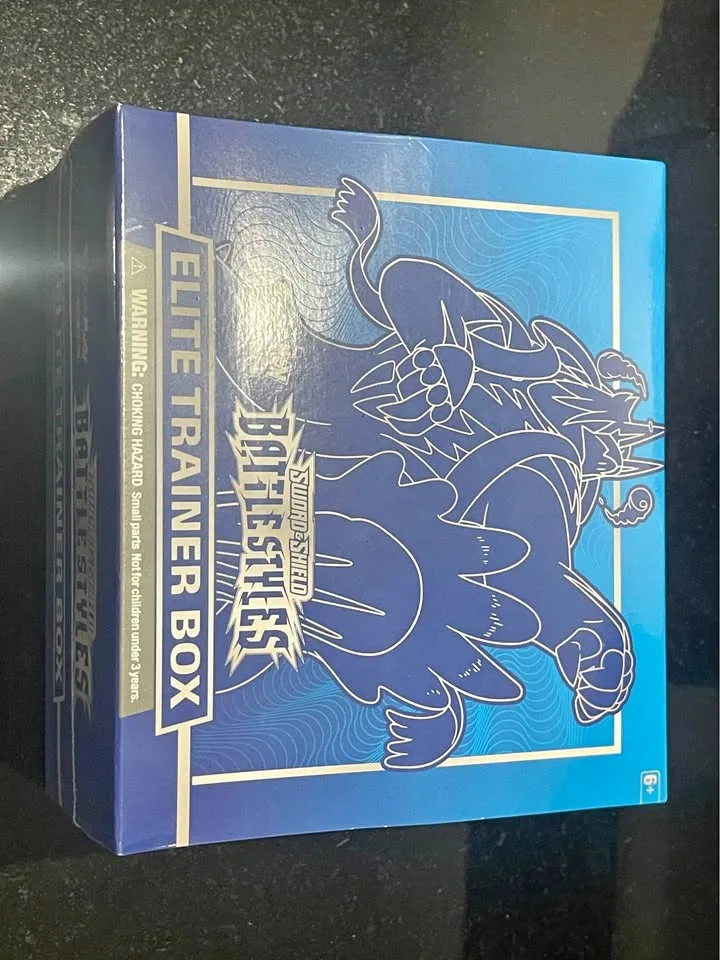 SWORD & SHIELD
BATTLE STYLES
ELITE TRAINER BOX
WARNING: CHOKING HAZARD. Small parts. Not for children under 3 years.
6+
BATTLE STYLES
TRAINER BOX